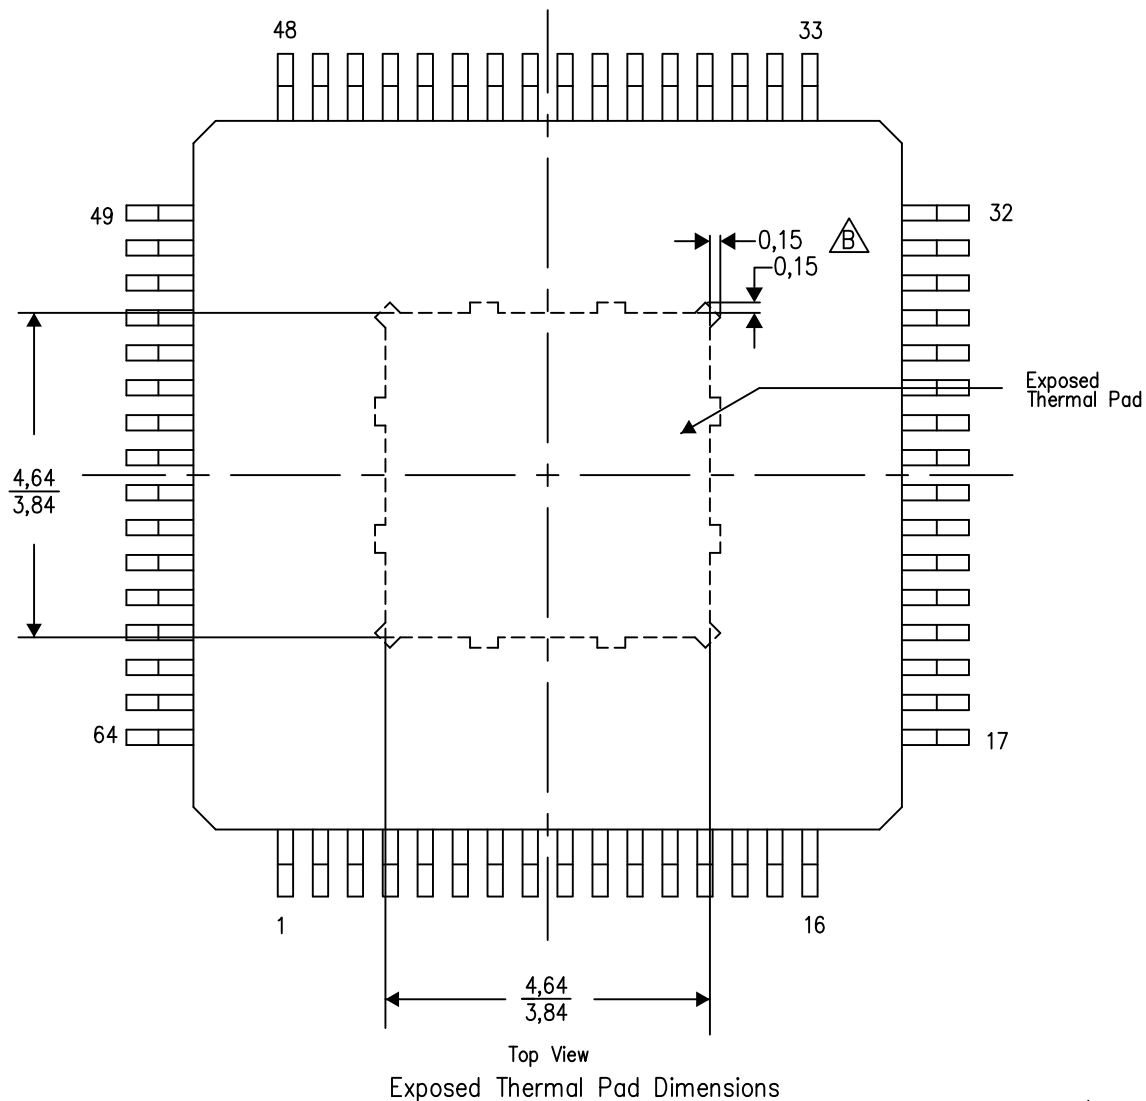 48
33
49
32
0,15
B
0,15
Exposed
Thermal Pad
4,64
3,84
64
17
1
16
4,64
3,84
Top View
Exposed Thermal Pad Dimensions